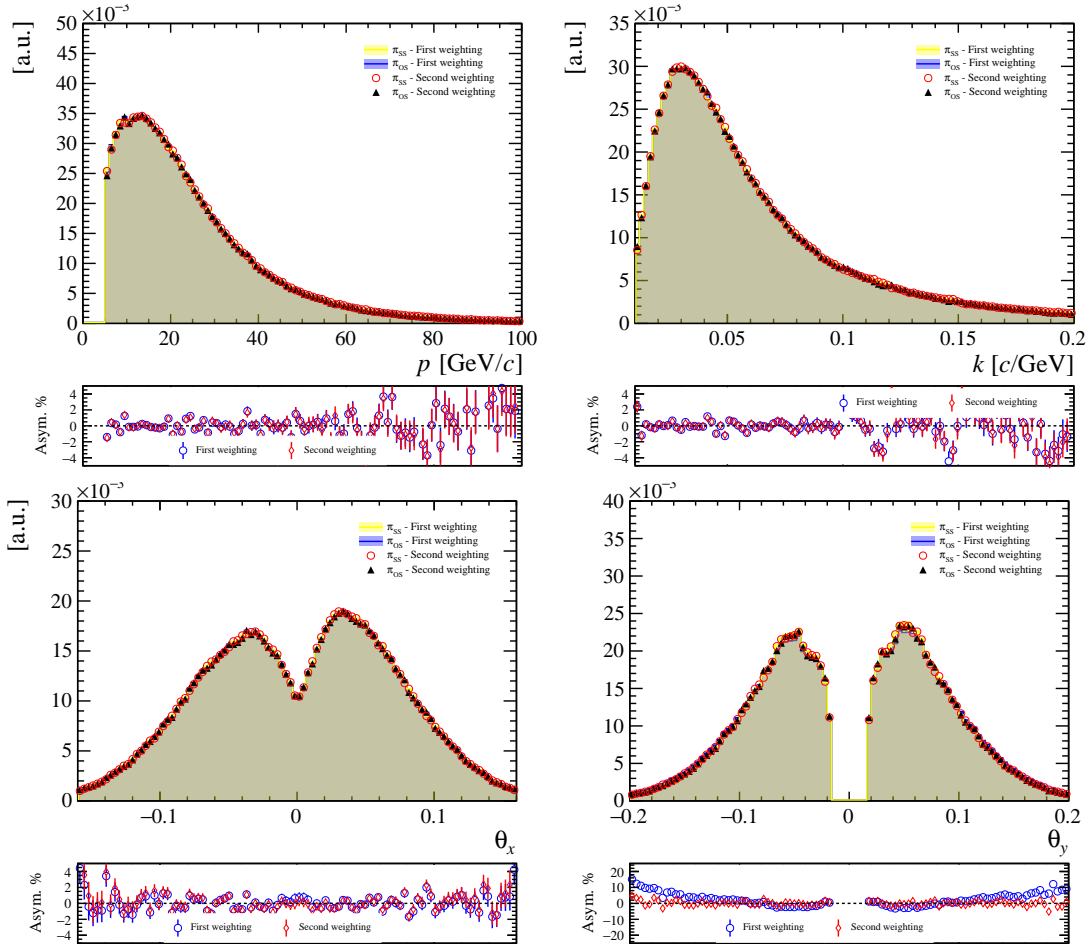 ×10⁻³
[a.u.]
50
45
40
35
30
25
20
15
10
5
0
π_SS - First weighting
π_OS - First weighting
π_SS - Second weighting
π_OS - Second weighting
0 20 40 60 80 100
p [GeV/c]
Asym. %
4
2
0
−2
−4
First weighting Second weighting
×10⁻³
[a.u.]
35
30
25
20
15
10
5
0
π_SS - First weighting
π_OS - First weighting
π_SS - Second weighting
π_OS - Second weighting
0.05 0.1 0.15 0.2
k [c/GeV]
Asym. %
4
2
0
−2
−4
First weighting Second weighting
×10⁻³
[a.u.]
30
25
20
15
10
5
0
π_SS - First weighting
π_OS - First weighting
π_SS - Second weighting
π_OS - Second weighting
−0.1 0 0.1
θ_x
Asym. %
4
2
0
−2
−4
First weighting Second weighting
×10⁻³
40
35
30
25
20
15
10
5
0
π_SS - First weighting
π_OS - First weighting
π_SS - Second weighting
π_OS - Second weighting
−0.2 −0.1 0 0.1 0.2
θ_y
Asym. %
20
10
0
−10
−20
First weighting Second weighting